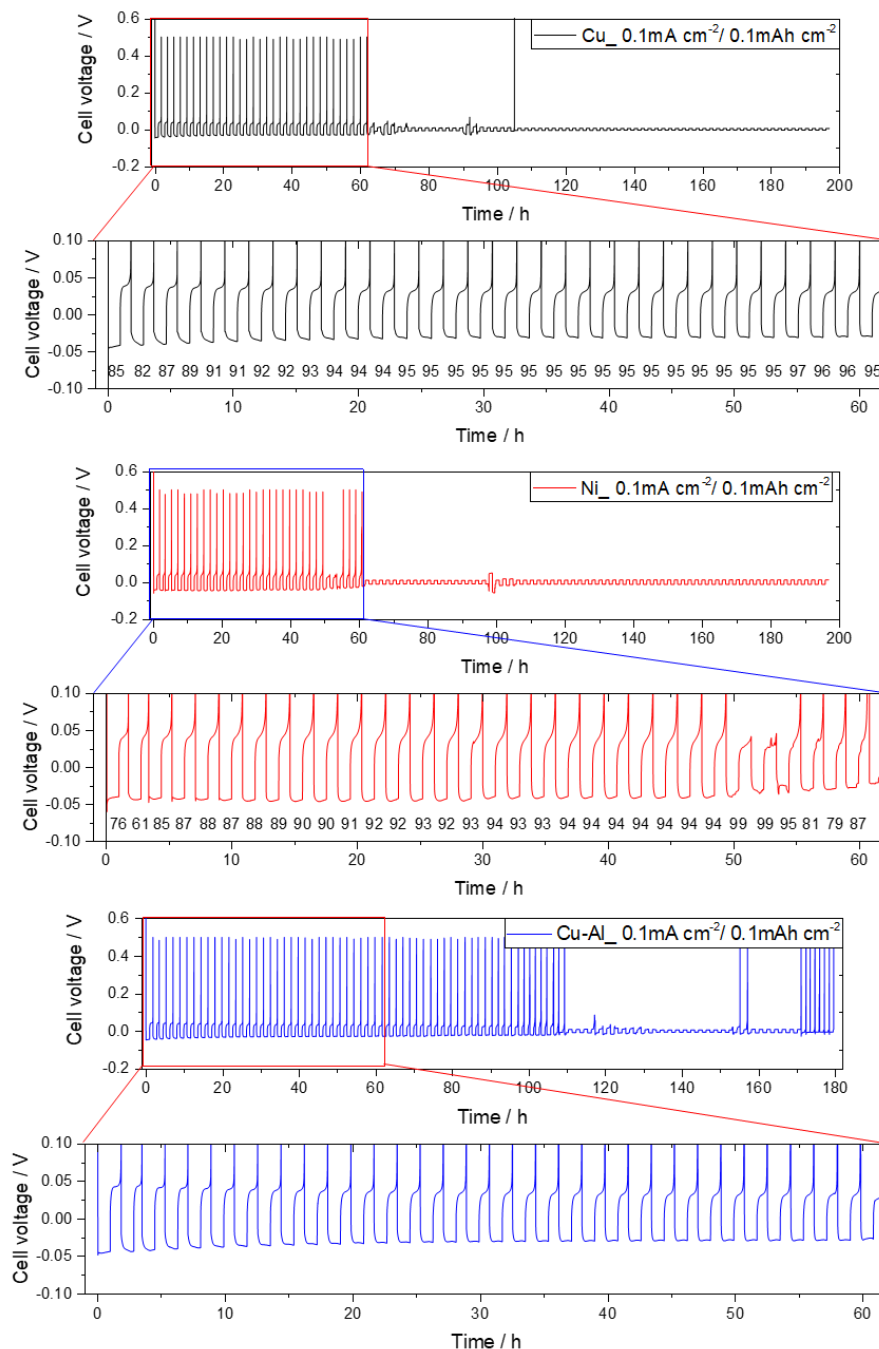 Cu_ 0.1mA cm-2/ 0.1mAh cm-2
Cell voltage / V
0.6
0.4
0.2
0.0
-0.2
0 20 40 60 80 100 120 140 160 180 200
Time / h
Cell voltage / V
0.10
0.05
0.00
-0.05
-0.10
85 82 87 89 91 91 92 92 93 94 94 94 95 95 95 95 95 95 95 95 95 95 95 95 95 95 95 97 96 96 95
0 10 20 30 40 50 60
Time / h
Ni_ 0.1mA cm-2/ 0.1mAh cm-2
Cell voltage / V
0.6
0.4
0.2
0.0
-0.2
0 20 40 60 80 100 120 140 160 180 200
Time / h
Cell voltage / V
0.10
0.05
0.00
-0.05
-0.10
76 61 85 87 88 87 88 89 90 90 91 92 92 93 92 93 94 93 93 94 94 94 94 94 94 94 99 99 95 81 79 87
0 10 20 30 40 50 60
Time / h
Cu-Al_ 0.1mA cm-2/ 0.1mAh cm-2
Cell voltage / V
0.6
0.4
0.2
0.0
-0.2
0 20 40 60 80 100 120 140 160 180
Time / h
Cell voltage / V
0.10
0.05
0.00
-0.05
-0.10
0 10 20 30 40 50 60
Time / h